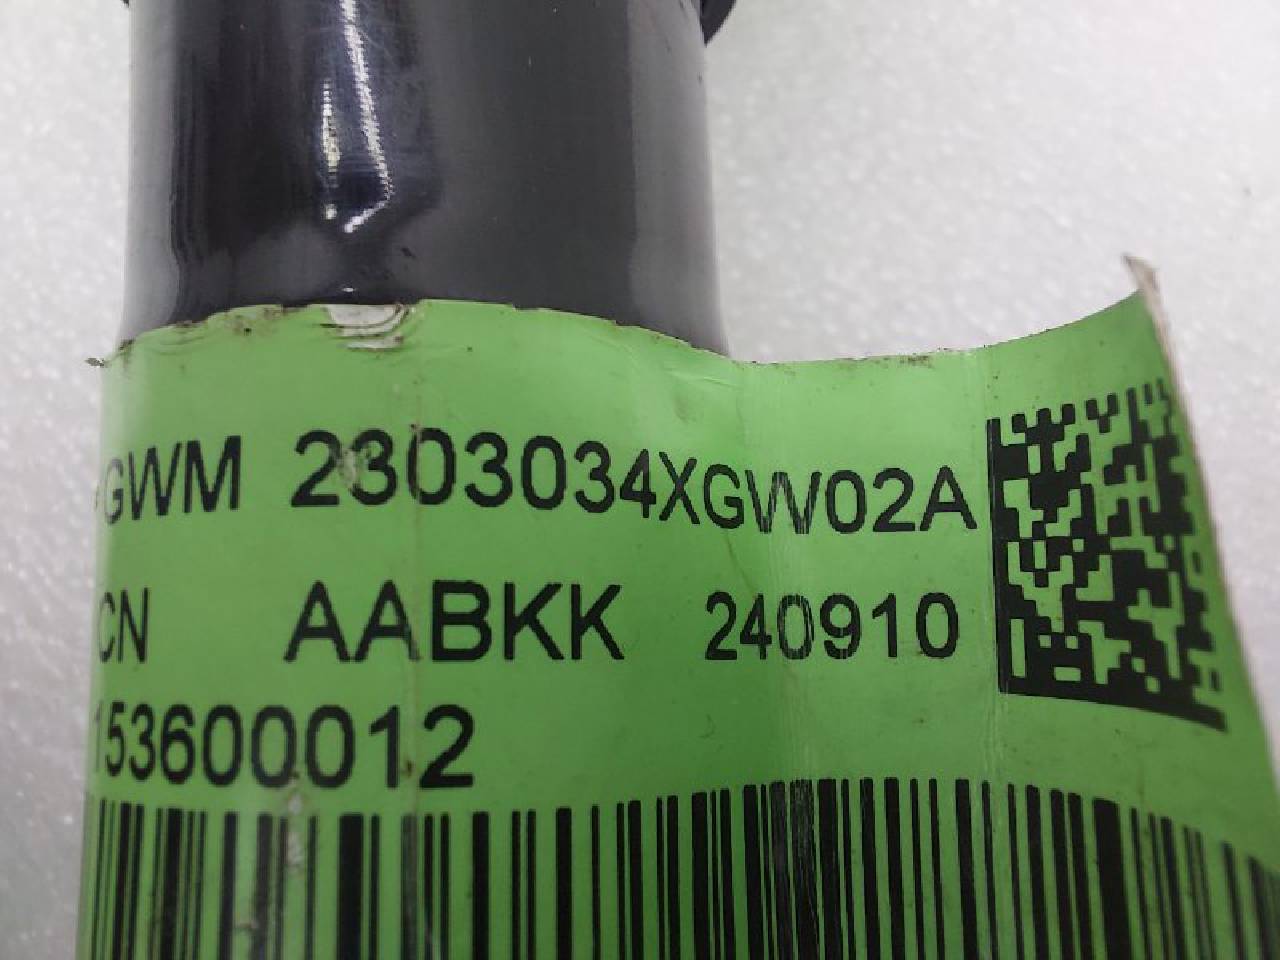 GWM 2303034XGW02A
CN AABKK 240910
153600012